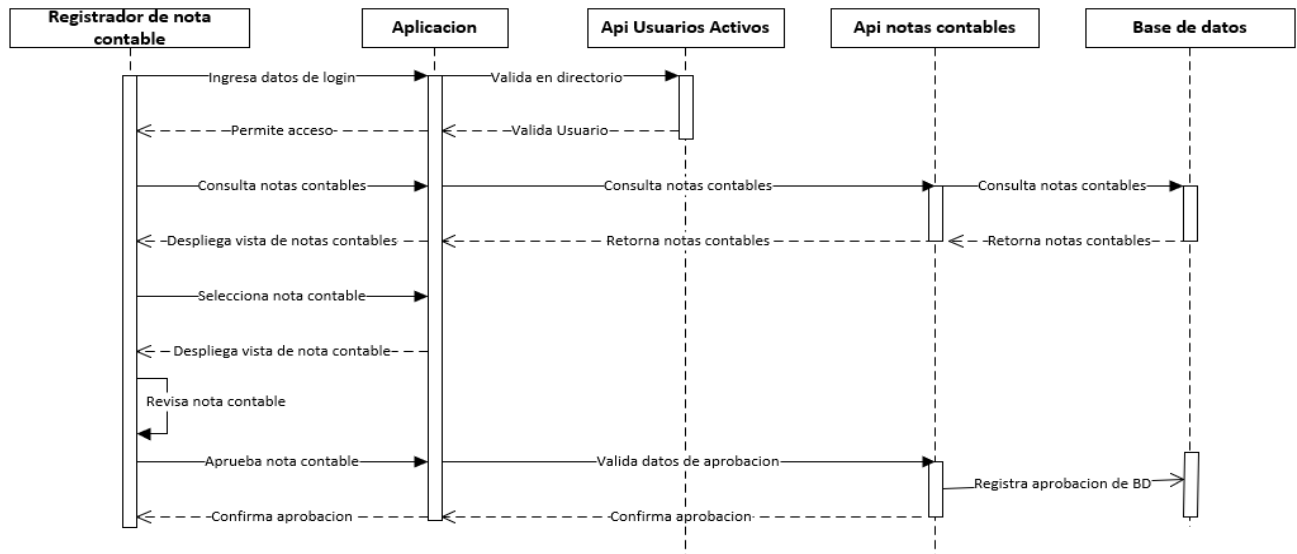 Registrador de nota
contable
Aplicacion
Api Usuarios Activos
Api notas contables
Base de datos
Ingresa datos de login
Valida en directorio
Permite acceso
Valida Usuario
Consulta notas contables
Consulta notas contables
Consulta notas contables
Despliega vista de notas contables
Retorna notas contables
Retorna notas contables
Selecciona nota contable
Despliega vista de nota contable
Revisa nota contable
Aprueba nota contable
Valida datos de aprobacion
Registra aprobacion de BD
Confirma aprobacion
Confirma aprobacion